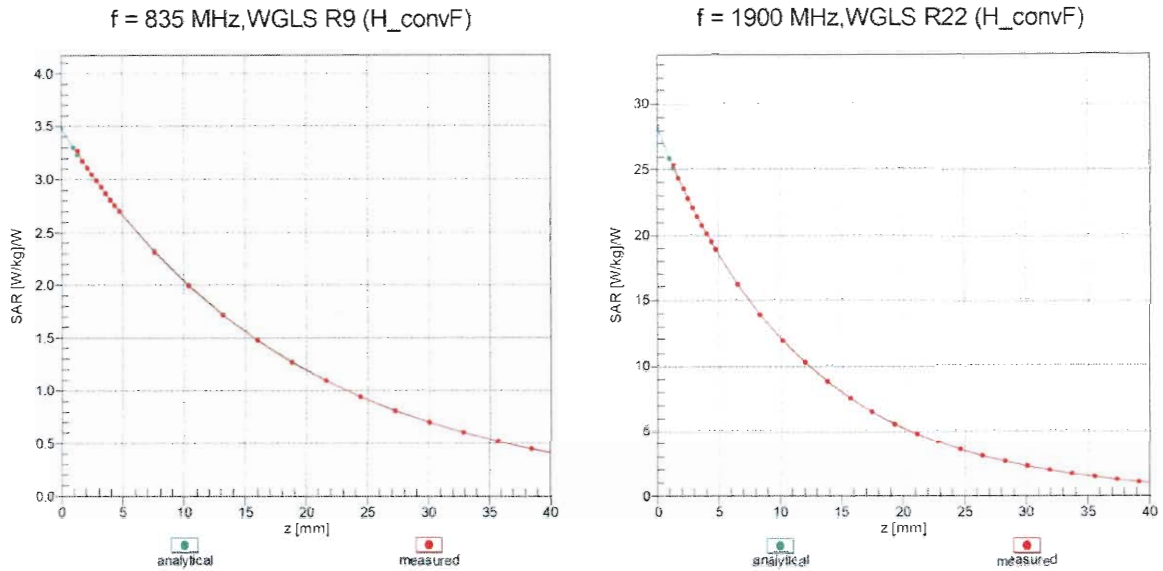 f = 835 MHz,WGLS R9 (H_convF)
f = 1900 MHz,WGLS R22 (H_convF)
4.0
3.5
3.0
2.5
2.0
1.5
1.0
0.5
0.0
SAR [W/kg]/W
0 5 10 15 20 25 30 35 40
z [mm]
analytical measured
30
25
20
15
10
5
0
SAR [W/kg]/W
0 5 10 15 20 25 30 35 40
z [mm]
analytical measured